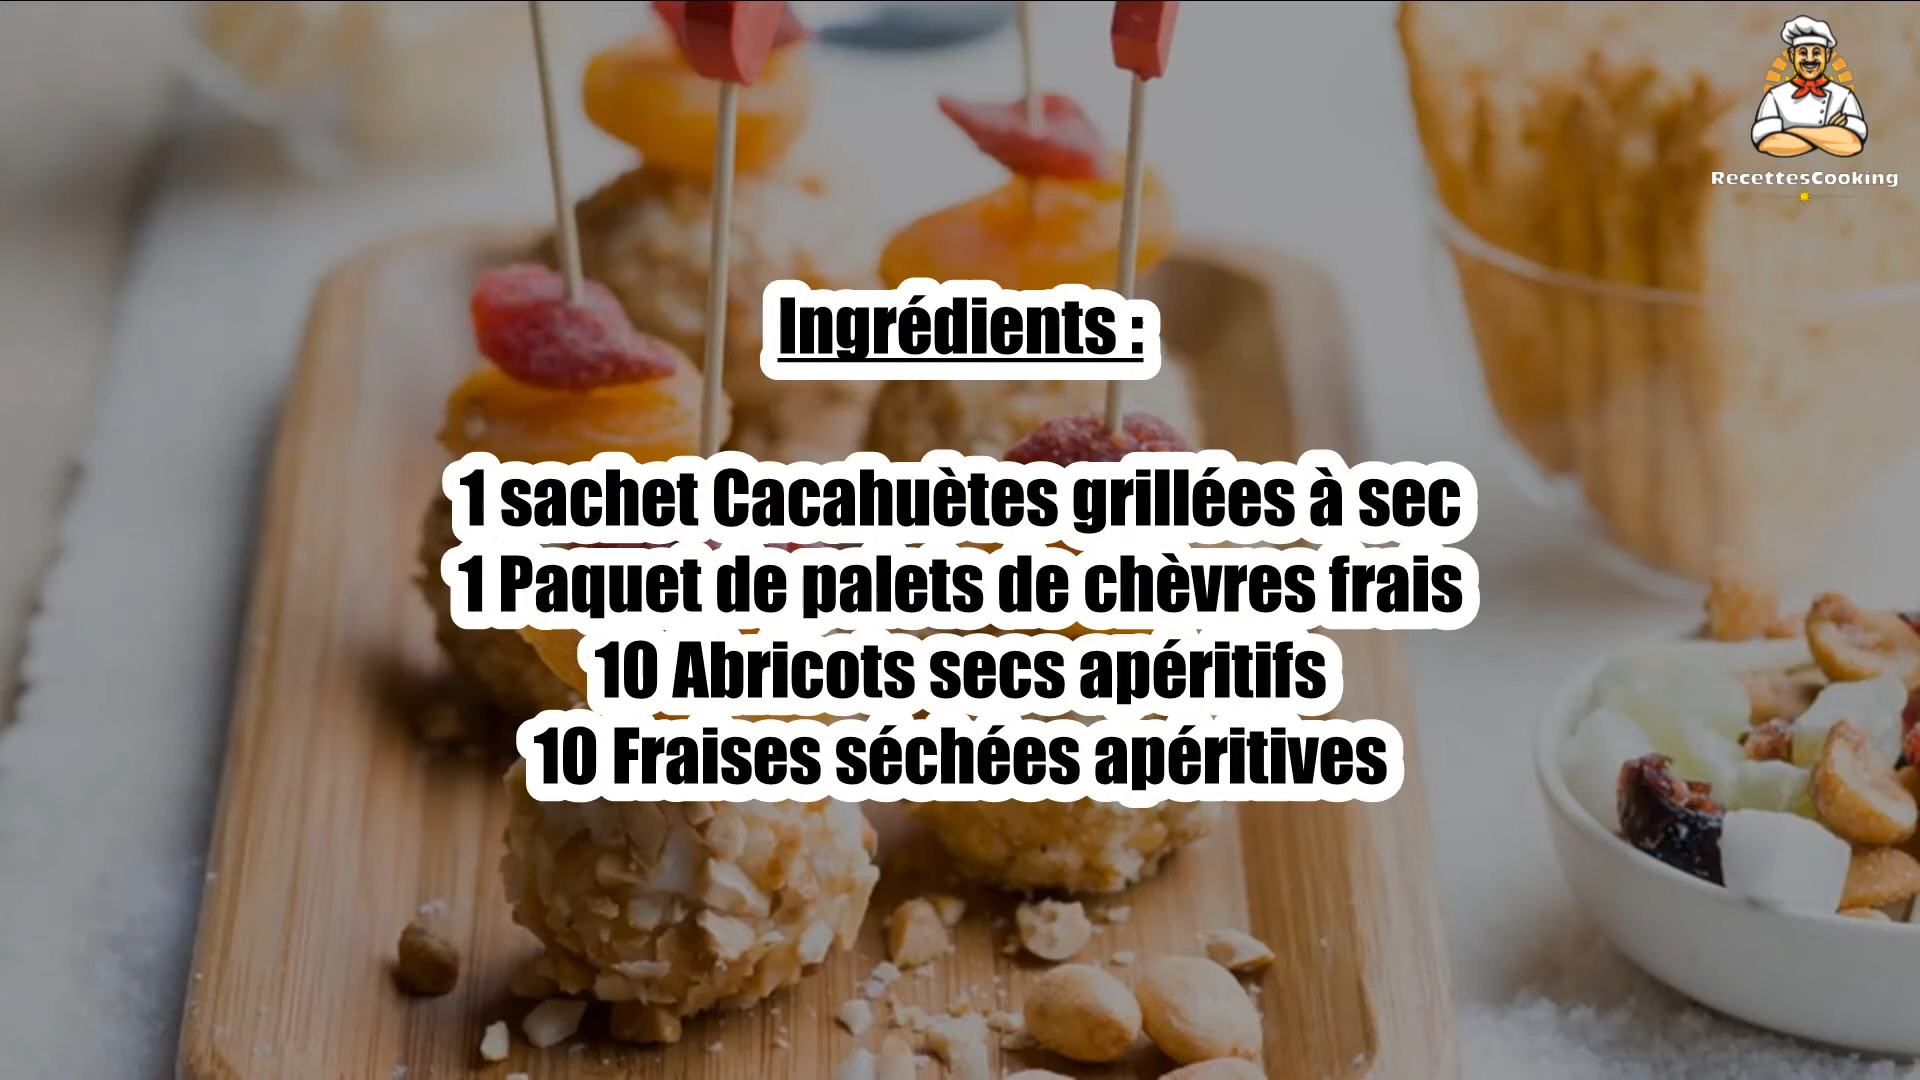 RecettesCooking
Ingrédients :
1 sachet Cacahuètes grillées à sec
1 Paquet de palets de chèvres frais
10 Abricots secs apéritifs
10 Fraises séchées apéritives